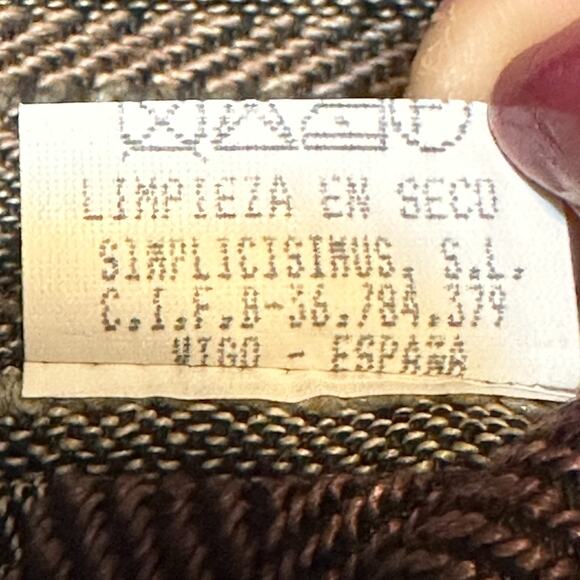 LIMPIEZA EN SECO
SIMPLICISIMUS, S.L.
C.I.F.B-36.784.379
VIGO - ESPAÑA